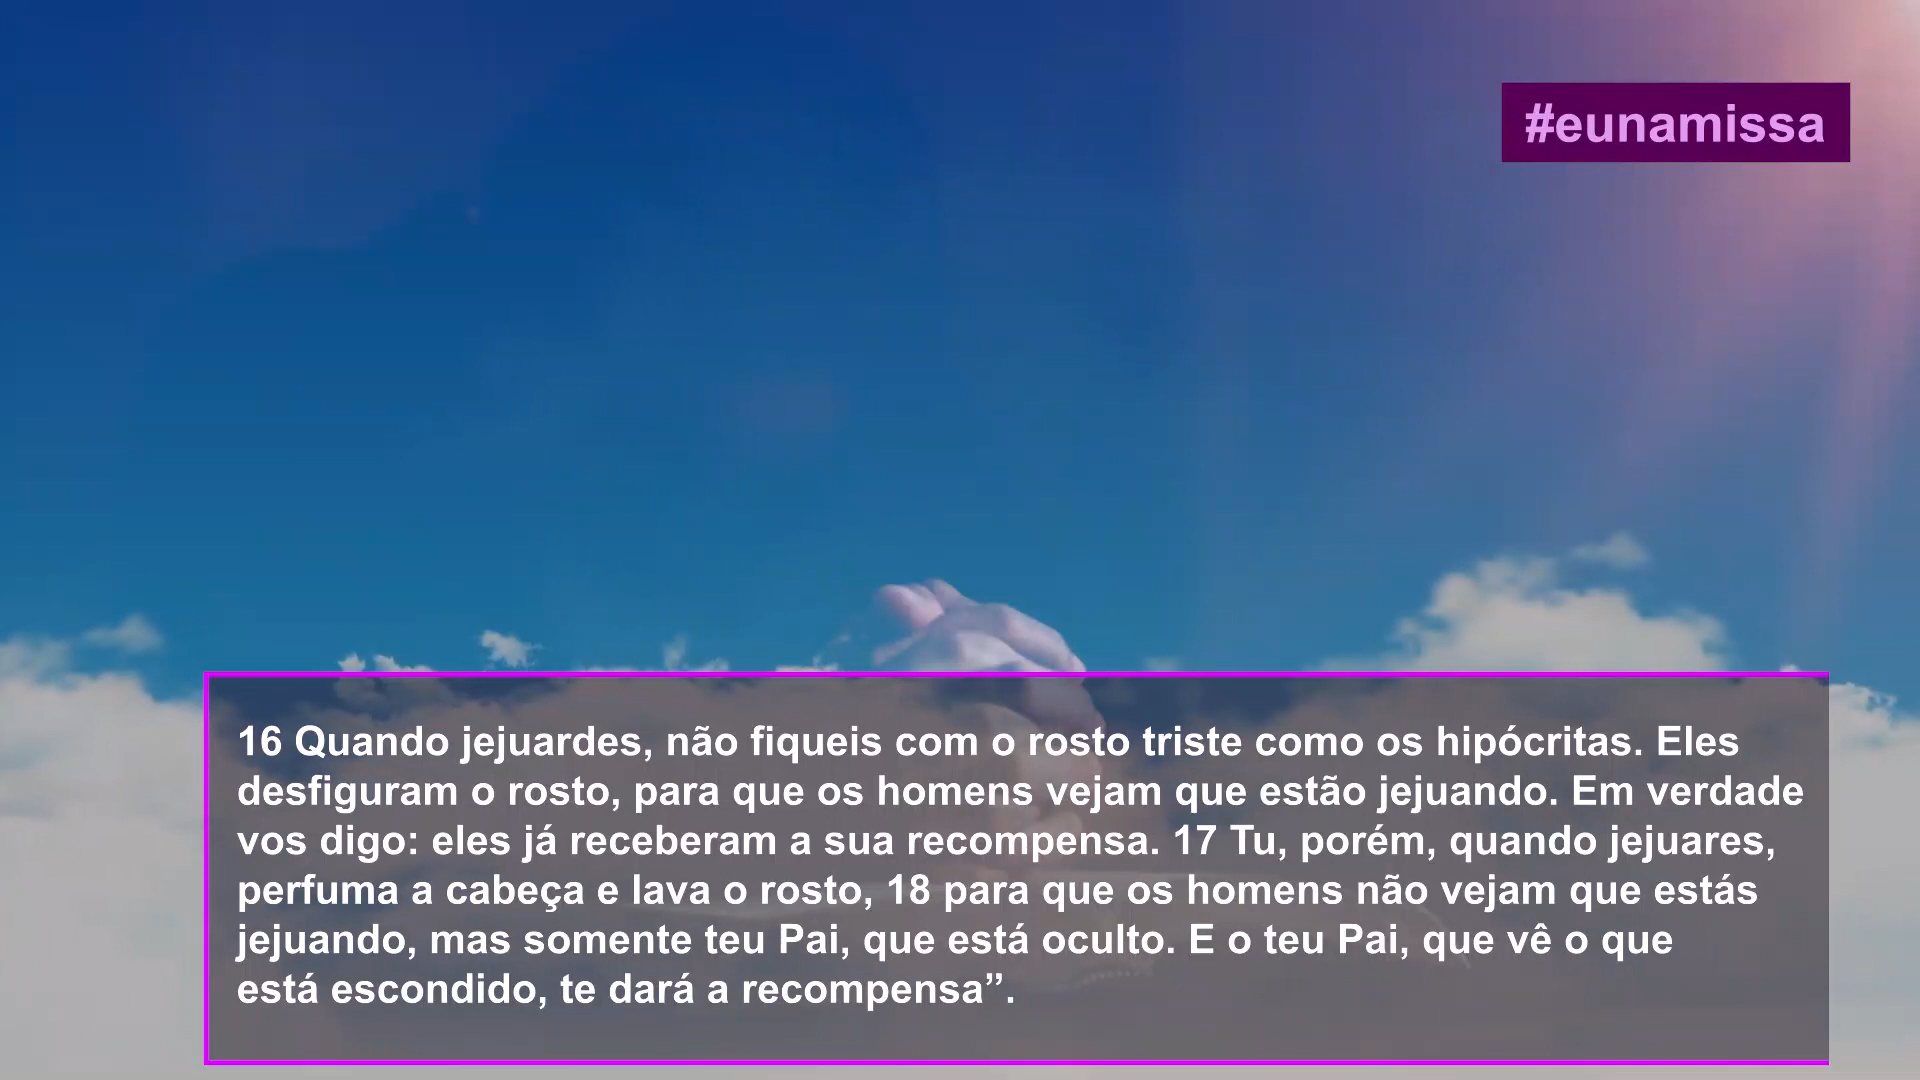 #eunamissa
16 Quando jejuardes, não fiqueis com o rosto triste como os hipócritas. Eles
desfiguram o rosto, para que os homens vejam que estão jejuando. Em verdade
vos digo: eles já receberam a sua recompensa. 17 Tu, porém, quando jejuares,
perfuma a cabeça e lava o rosto, 18 para que os homens não vejam que estás
jejuando, mas somente teu Pai, que está oculto. E o teu Pai, que vê o que
está escondido, te dará a recompensa”.